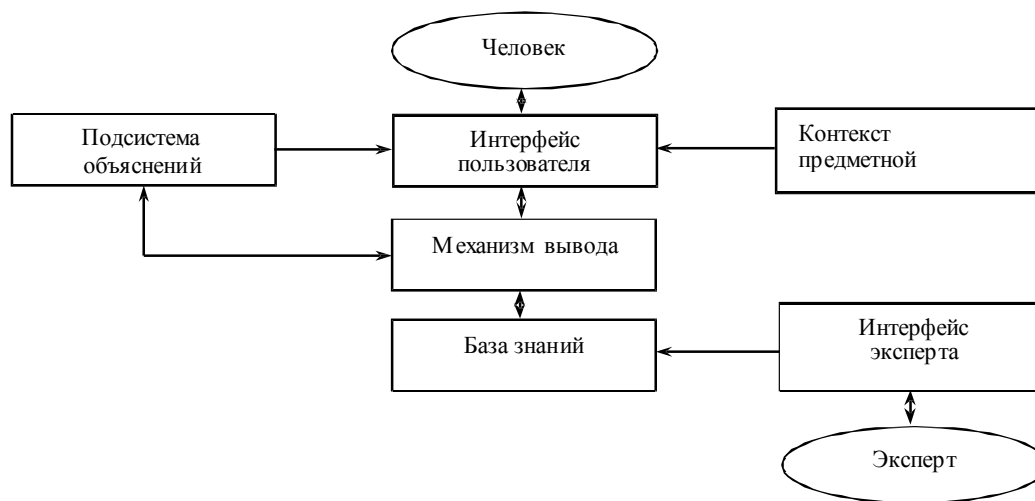 Человек
Подсистема
объяснений
Интерфейс
пользователя
Контекст
предметной
Механизм вывода
База знаний
Интерфейс
эксперта
Эксперт